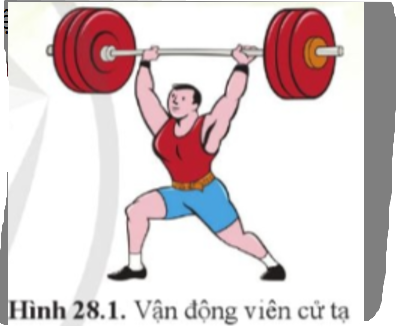 Hình 28.1. Vận động viên cử tạ